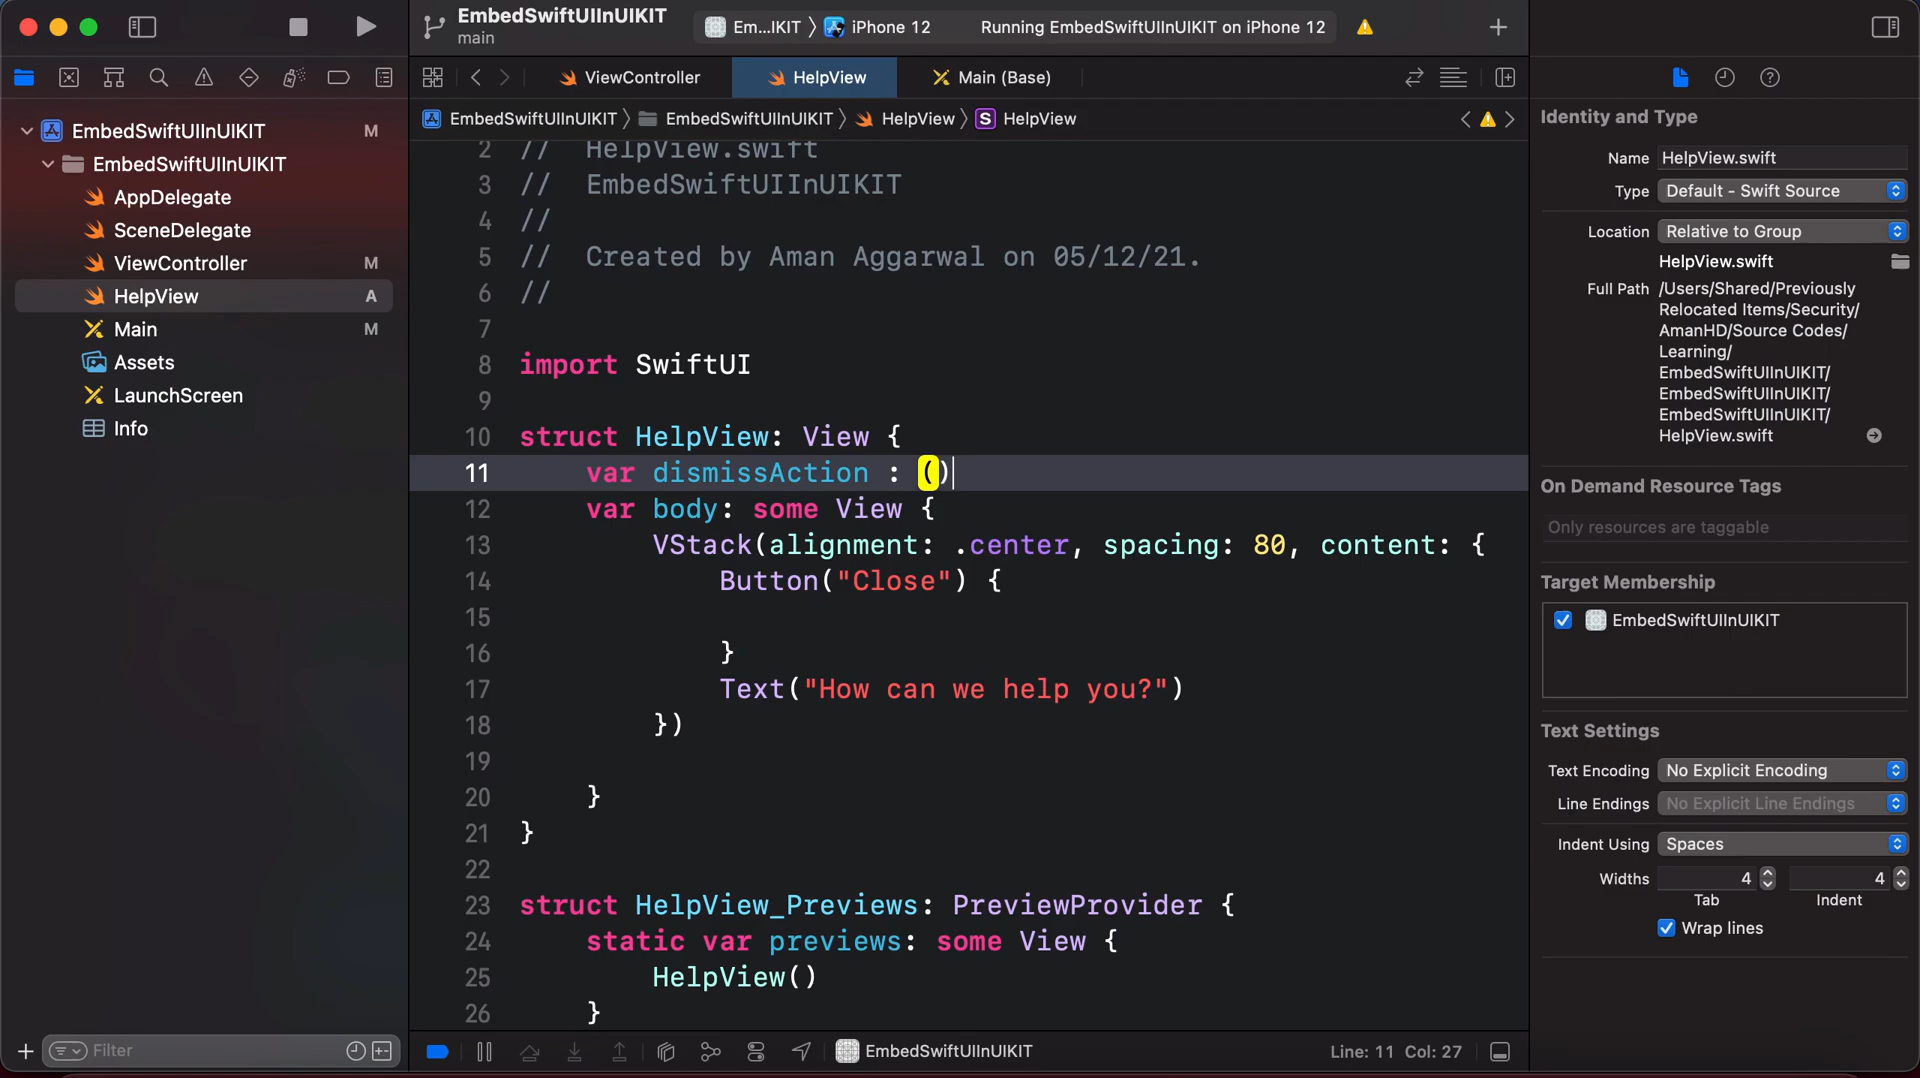 EmbedSwiftUIInUIKIT
main
Em...IKIT
iPhone 12
Running EmbedSwiftUIInUIKIT on iPhone 12
ViewController
HelpView
Main (Base)
EmbedSwiftUIInUIKIT
EmbedSwiftUIInUIKIT
HelpView
S
HelpView
EmbedSwiftUIInUIKIT M
EmbedSwiftUIInUIKIT
AppDelegate
SceneDelegate
ViewController M
HelpView A
Main M
Assets
LaunchScreen
Info
Filter
2 // HelpView.swift
3 // EmbedSwiftUIInUIKIT
4 //
5 // Created by Aman Aggarwal on 05/12/21.
6 //
7
8 import SwiftUI
9
10 struct HelpView: View {
11 var dismissAction : ()
12 var body: some View {
13 VStack(alignment: .center, spacing: 80, content: {
14 Button("Close") {
15
16 }
17 Text("How can we help you?")
18 })
19
20 }
21 }
22
23 struct HelpView_Previews: PreviewProvider {
24 static var previews: some View {
25 HelpView()
26 }
EmbedSwiftUIInUIKIT
Line: 11 Col: 27
Identity and Type
Name HelpView.swift
Type Default - Swift Source
Location Relative to Group
HelpView.swift
Full Path /Users/Shared/Previously
Relocated Items/Security/
AmanHD/Source Codes/
Learning/
EmbedSwiftUIInUIKIT/
EmbedSwiftUIInUIKIT/
EmbedSwiftUIInUIKIT/
HelpView.swift
On Demand Resource Tags
Only resources are taggable
Target Membership
EmbedSwiftUIInUIKIT
Text Settings
Text Encoding No Explicit Encoding
Line Endings No Explicit Line Endings
Indent Using Spaces
Widths 4 4
Tab Indent
Wrap lines